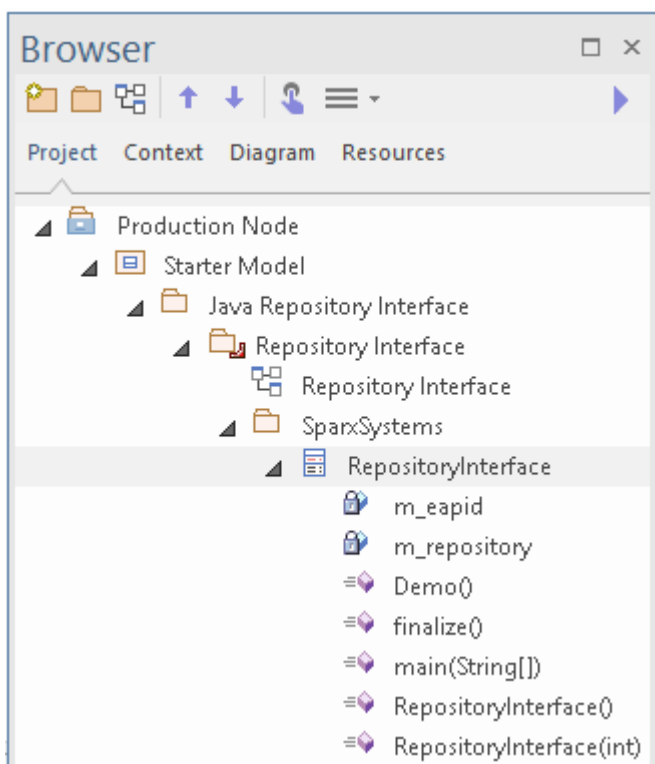 Browser
Project Context Diagram Resources
Production Node
Starter Model
Java Repository Interface
Repository Interface
Repository Interface
SparxSystems
RepositoryInterface
m_eapid
m_repository
Demo()
finalize()
main(String[])
RepositoryInterface()
RepositoryInterface(int)